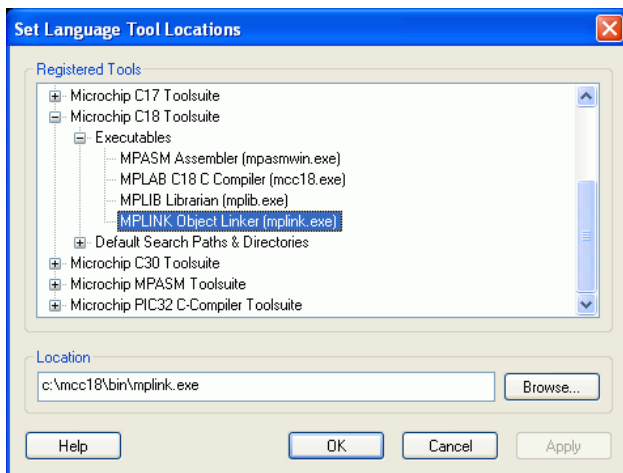 Set Language Tool Locations
Registered Tools
Microchip C17 Toolsuite
Microchip C18 Toolsuite
Executables
MPASM Assembler (mpasmwin.exe)
MPLAB C18 C Compiler (mcc18.exe)
MPLIB Librarian (mplib.exe)
MPLINK Object Linker (mplink.exe)
Default Search Paths & Directories
Microchip C30 Toolsuite
Microchip MPASM Toolsuite
Microchip PIC32 C-Compiler Toolsuite
Location
c:\mcc18\bin\mplink.exe
Browse...
Help OK Cancel Apply